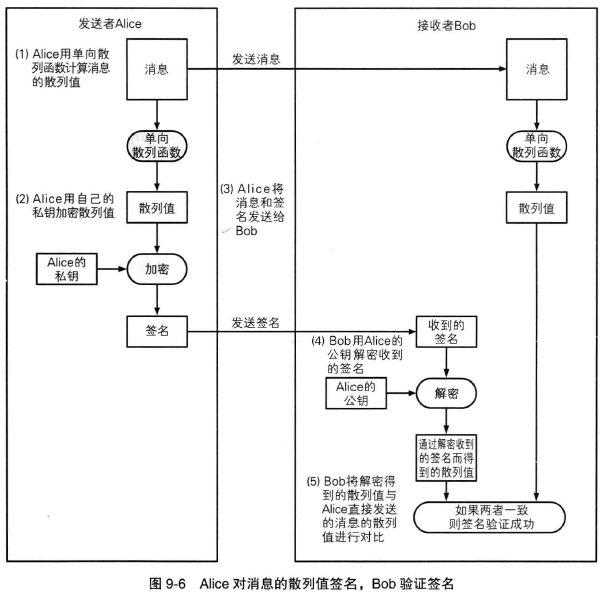 发送者Alice
接收者Bob
(1) Alice用单向散
列函数计算消息
的散列值
消息
发送消息
消息
单向
散列函数
单向
散列函数
(2) Alice用自己的
私钥加密散列值
散列值
(3) Alice将
消息和签
名发送给
Bob
散列值
Alice的
私钥
加密
签名
发送签名
收到的
签名
(4) Bob用Alice的
公钥解密收到
的签名
Alice的
公钥
解密
通过解密收到
的签名而得
到的散列值
(5) Bob将解密得
到的散列值与
Alice直接发送
的消息的散列
值进行对比
如果两者一致
则签名验证成功
图 9-6 Alice 对消息的散列值签名，Bob 验证签名